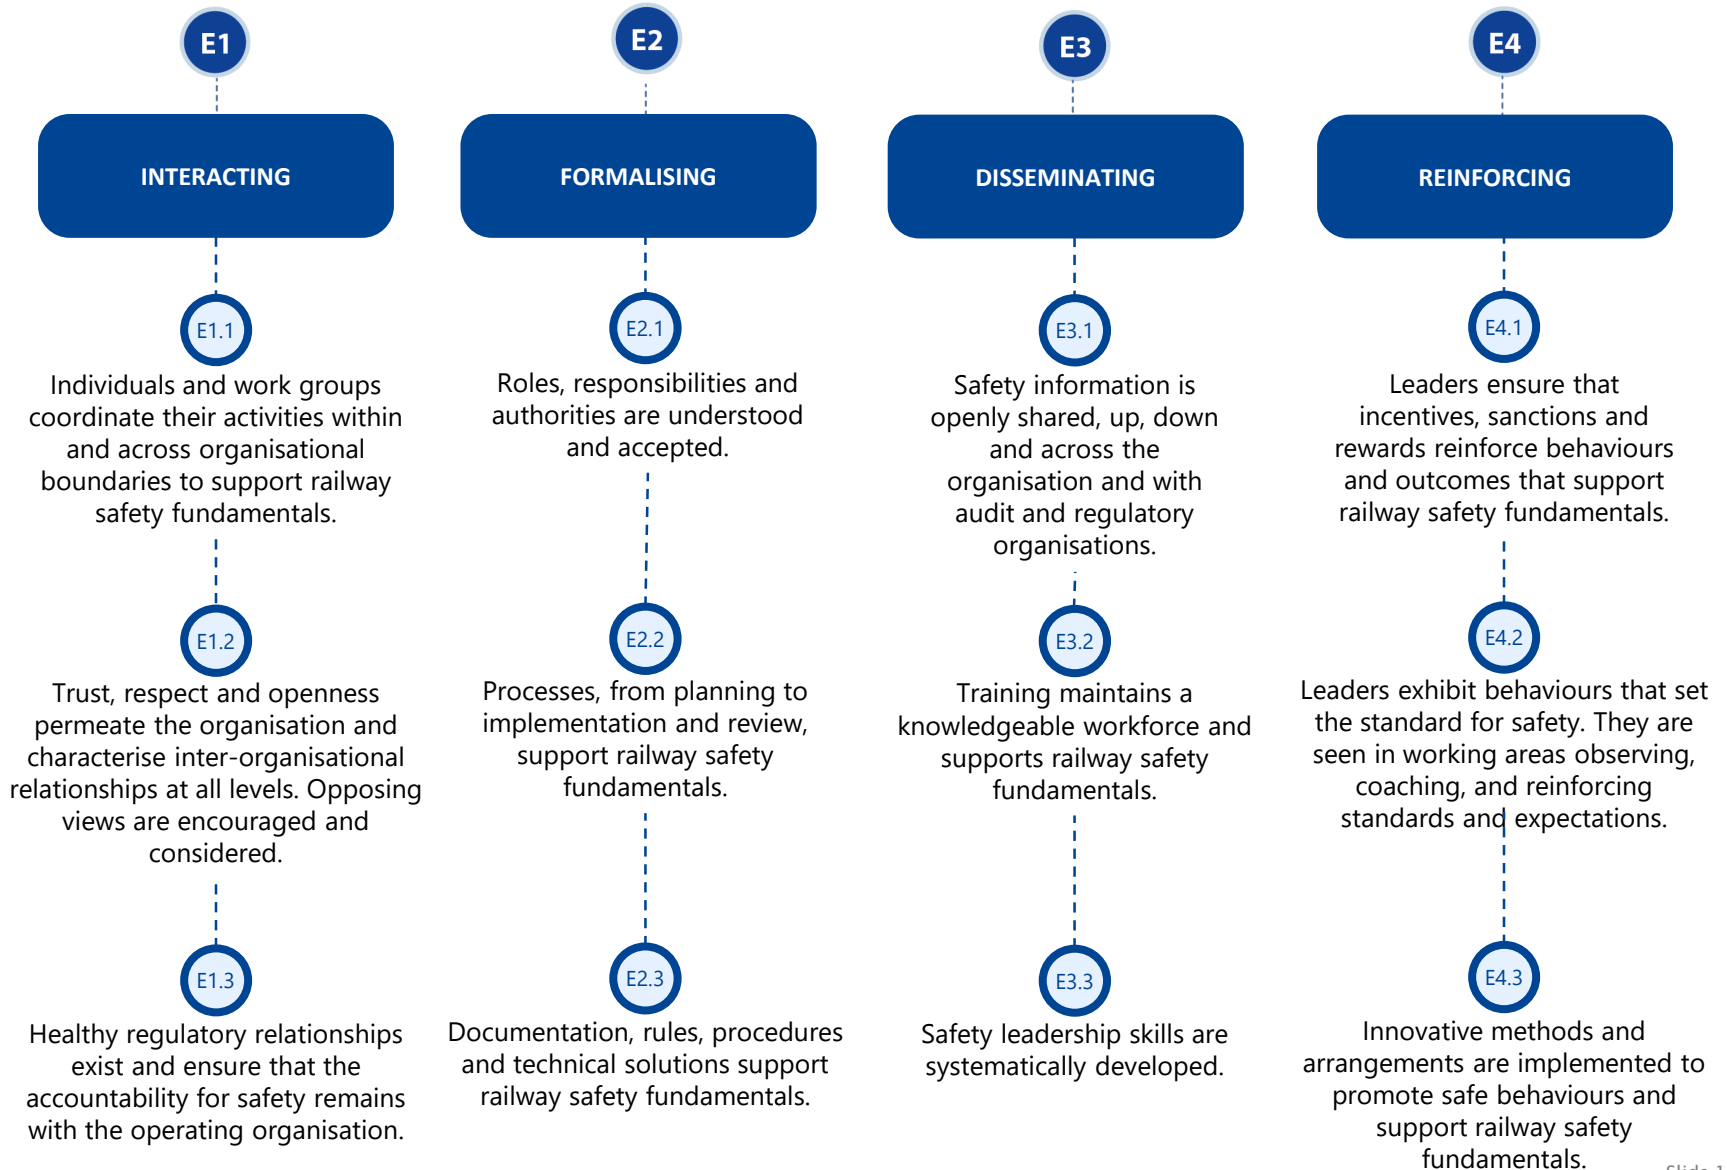 E1
INTERACTING
E1.1
Individuals and work groups
coordinate their activities within
and across organisational
boundaries to support railway
safety fundamentals.
E1.2
Trust, respect and openness
permeate the organisation and
characterise inter-organisational
relationships at all levels. Opposing
views are encouraged and
considered.
E1.3
Healthy regulatory relationships
exist and ensure that the
accountability for safety remains
with the operating organisation.
E2
FORMALISING
E2.1
Roles, responsibilities and
authorities are understood
and accepted.
E2.2
Processes, from planning to
implementation and review,
support railway safety
fundamentals.
E2.3
Documentation, rules, procedures
and technical solutions support
railway safety fundamentals.
E3
DISSEMINATING
E3.1
Safety information is
openly shared, up, down
and across the
organisation and with
audit and regulatory
organisations.
E3.2
Training maintains a
knowledgeable workforce and
supports railway safety
fundamentals.
E3.3
Safety leadership skills are
systematically developed.
E4
REINFORCING
E4.1
Leaders ensure that
incentives, sanctions and
rewards reinforce behaviours
and outcomes that support
railway safety fundamentals.
E4.2
Leaders exhibit behaviours that set
the standard for safety. They are
seen in working areas observing,
coaching, and reinforcing
standards and expectations.
E4.3
Innovative methods and
arrangements are implemented to
promote safe behaviours and
support railway safety
fundamentals.